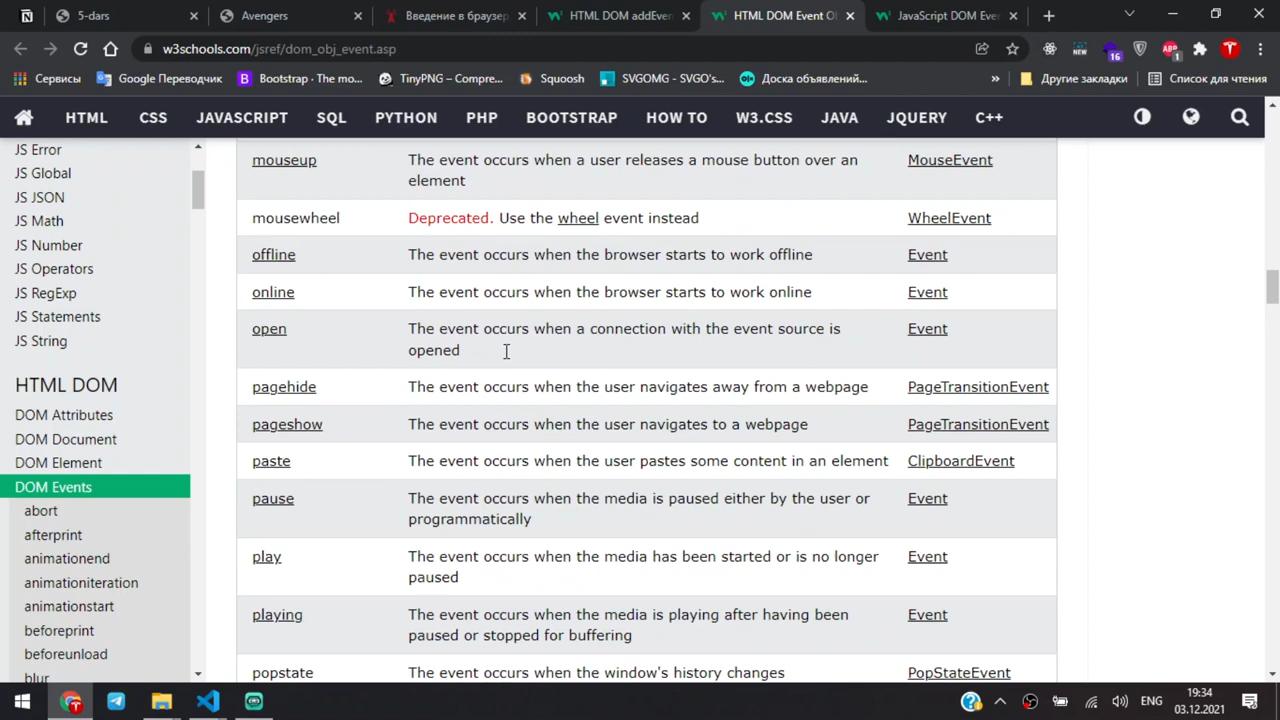 5-dars
Avengers
Введение в браузер
HTML DOM addEven
HTML DOM Event O
JavaScript DOM Eve
w3schools.com/jsref/dom_obj_event.asp
NEW
16
ABP
1
Сервисы
Google Переводчик
Bootstrap · The mo...
TinyPNG – Compre...
Squoosh
SVGOMG - SVGO's...
Доска объявлений...
»
Другие закладки
Список для чтения
HTML
CSS
JAVASCRIPT
SQL
PYTHON
PHP
BOOTSTRAP
HOW TO
W3.CSS
JAVA
JQUERY
C++
JS Error
JS Global
JS JSON
JS Math
JS Number
JS Operators
JS RegExp
JS Statements
JS String
HTML DOM
DOM Attributes
DOM Document
DOM Element
DOM Events
abort
afterprint
animationend
animationiteration
animationstart
beforeprint
beforeunload
blur
mouseup The event occurs when a user releases a mouse button over an MouseEvent
element
mousewheel Deprecated. Use the wheel event instead WheelEvent
offline The event occurs when the browser starts to work offline Event
online The event occurs when the browser starts to work online Event
open The event occurs when a connection with the event source is Event
opened
pagehide The event occurs when the user navigates away from a webpage PageTransitionEvent
pageshow The event occurs when the user navigates to a webpage PageTransitionEvent
paste The event occurs when the user pastes some content in an element ClipboardEvent
pause The event occurs when the media is paused either by the user or Event
programmatically
play The event occurs when the media has been started or is no longer Event
paused
playing The event occurs when the media is playing after having been Event
paused or stopped for buffering
popstate The event occurs when the window's history changes PopStateEvent
ENG
19:34
03.12.2021